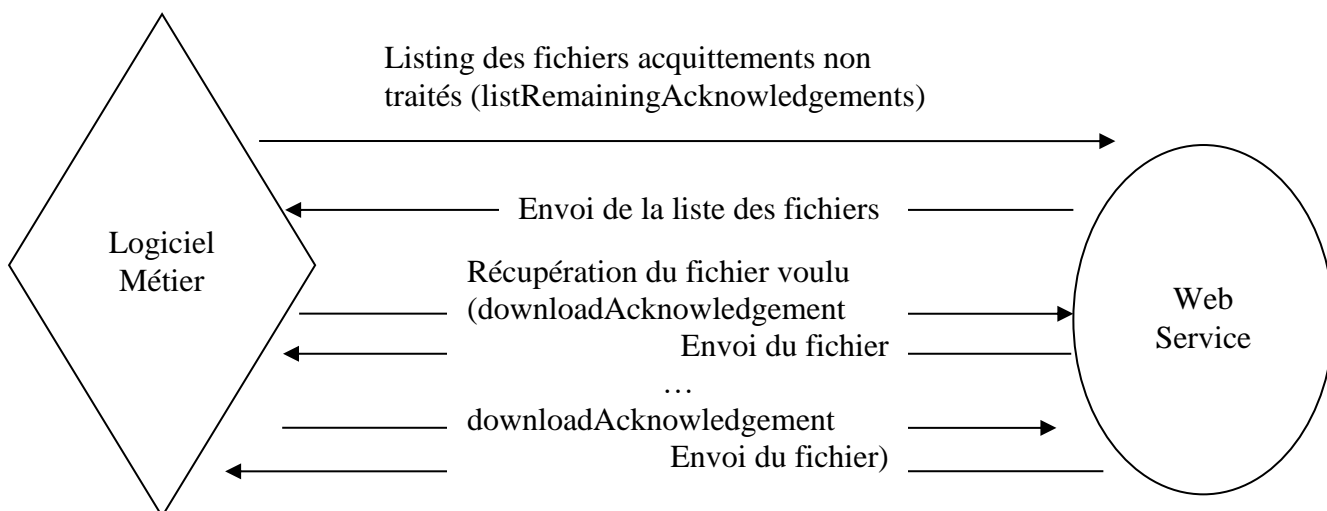 Listing des fichiers acquittements non
traités (listRemainingAcknowledgements)
Envoi de la liste des fichiers
Logiciel
Métier
Récupération du fichier voulu
(downloadAcknowledgement
Envoi du fichier
…
downloadAcknowledgement
Envoi du fichier)
Web
Service